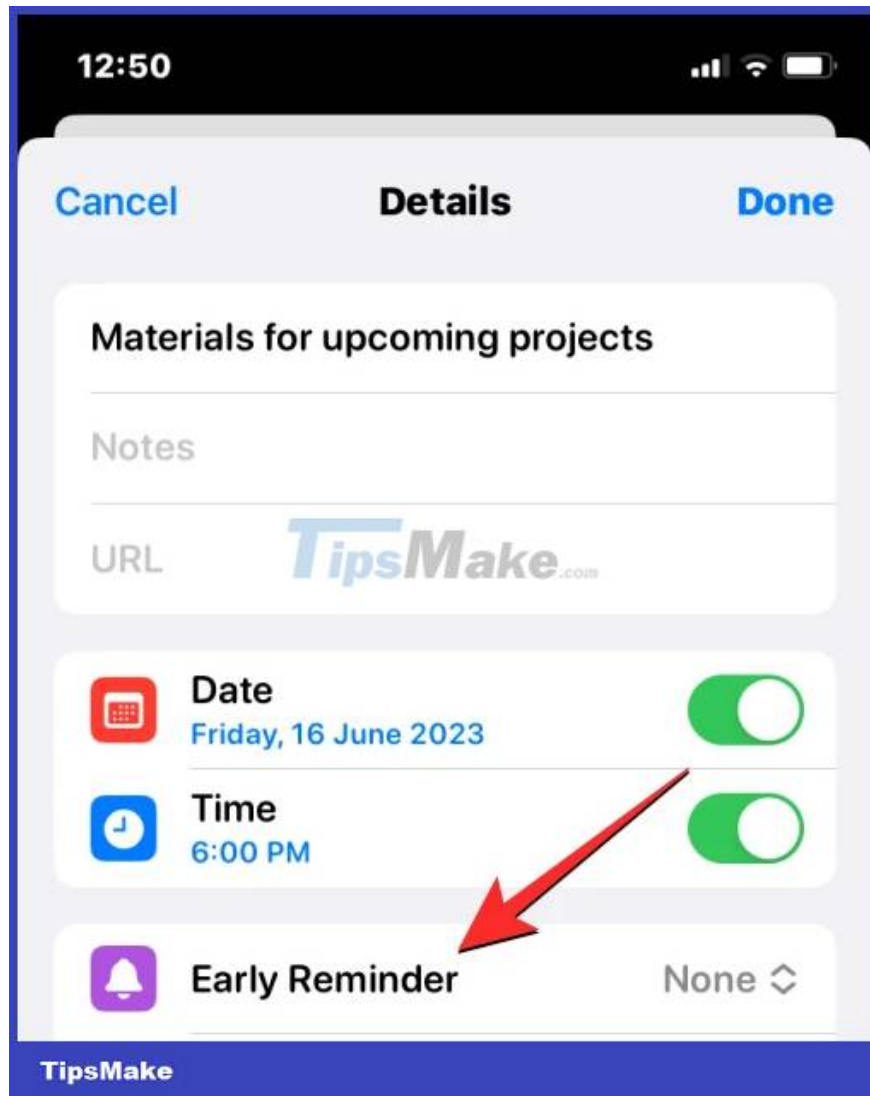 12:50
Cancel Details Done
Materials for upcoming projects
Notes
URL
TipsMake.com
Date
Friday, 16 June 2023
Time
6:00 PM
Early Reminder None
TipsMake